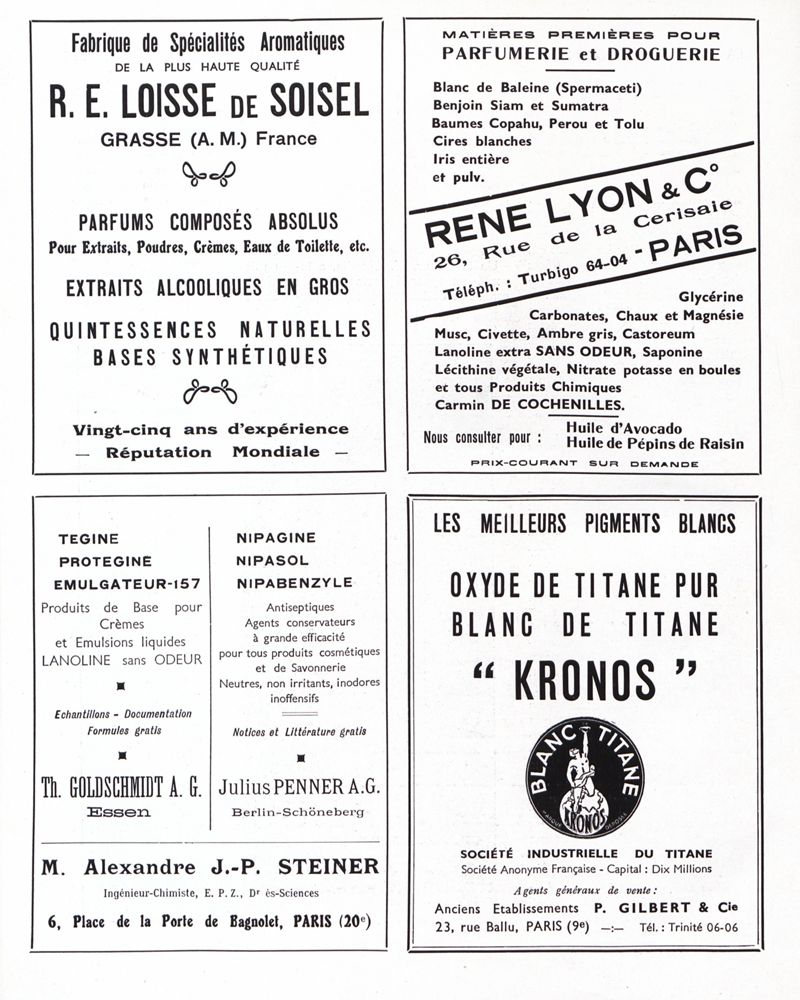 Fabrique de Spécialités Aromatiques
DE LA PLUS HAUTE QUALITÉ
R. E. LOISSE DE SOISEL
GRASSE (A. M.) France
PARFUMS COMPOSÉS ABSOLUS
Pour Extraits, Poudres, Crèmes, Eaux de Toilette, etc.
EXTRAITS ALCOOLIQUES EN GROS
QUINTESSENCES NATURELLES
BASES SYNTHÉTIQUES
Vingt-cinq ans d'expérience
— Réputation Mondiale —
MATIÈRES PREMIÈRES POUR
PARFUMERIE et DROGUERIE
Blanc de Baleine (Spermaceti)
Benjoin Siam et Sumatra
Baumes Copahu, Perou et Tolu
Cires blanches
Iris entière
et pulv.
RENE LYON & C°
26, Rue de la Cerisaie
Téléph. : Turbigo 64-04 - PARIS
Glycérine
Carbonates, Chaux et Magnésie
Musc, Civette, Ambre gris, Castoreum
Lanoline extra SANS ODEUR, Saponine
Lécithine végétale, Nitrate potasse en boules
et tous Produits Chimiques
Carmin DE COCHENILLES.
Nous consulter pour :
Huile d'Avocado
Huile de Pépins de Raisin
PRIX-COURANT SUR DEMANDE
TEGINE
PROTEGINE
EMULGATEUR-157
Produits de Base pour
Crèmes
et Emulsions liquides
LANOLINE sans ODEUR
Echantillons - Documentation
Formules gratis
Th. GOLDSCHMIDT A. G.
Essen
NIPAGINE
NIPASOL
NIPABENZYLE
Antiseptiques
Agents conservateurs
à grande efficacité
pour tous produits cosmétiques
et de Savonnerie
Neutres, non irritants, inodores
inoffensifs
Notices et Littérature gratis
Julius PENNER A.G.
Berlin-Schöneberg
M. Alexandre J.-P. STEINER
Ingénieur-Chimiste, E. P. Z., Dr ès-Sciences
6, Place de la Porte de Bagnolet, PARIS (20e)
LES MEILLEURS PIGMENTS BLANCS
OXYDE DE TITANE PUR
BLANC DE TITANE
“ KRONOS ”
BLANC TITANE
KRONOS
MARQUE DÉPOSÉE
SOCIÉTÉ INDUSTRIELLE DU TITANE
Société Anonyme Française - Capital : Dix Millions
Agents généraux de vente :
Anciens Etablissements P. GILBERT & Cie
23, rue Ballu, PARIS (9e) —:— Tél. : Trinité 06-06